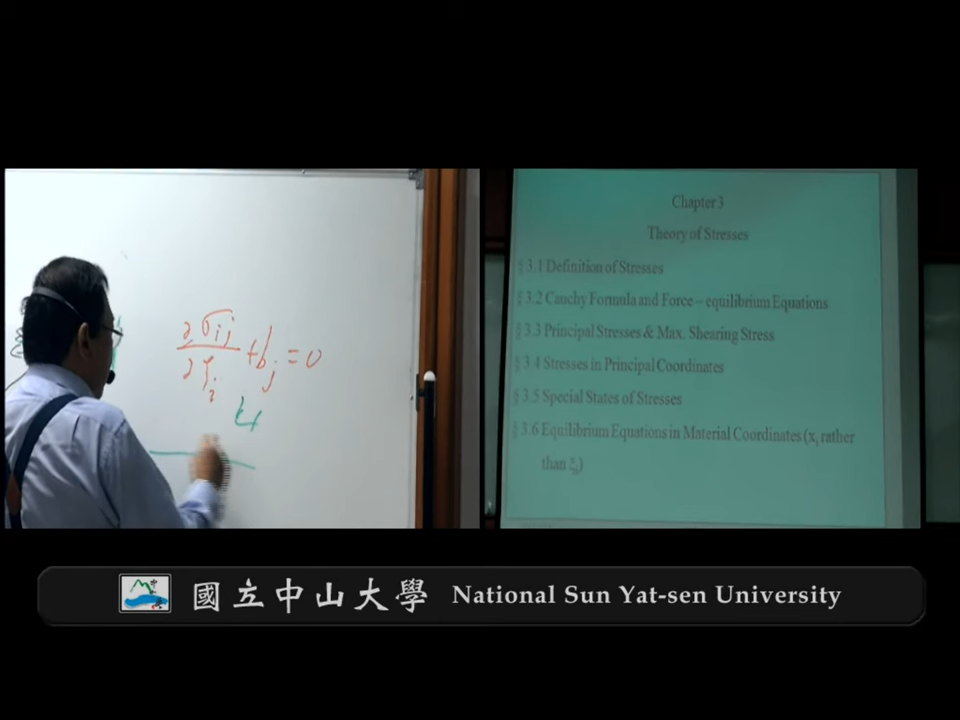 ∂σij/∂ξi + bj = 0
Chapter 3
Theory of Stresses
§ 3.1 Definition of Stresses
§ 3.2 Cauchy Formula and Force – equilibrium Equations
§ 3.3 Principal Stresses & Max. Shearing Stress
§ 3.4 Stresses in Principal Coordinates
§ 3.5 Special States of Stresses
§ 3.6 Equilibrium Equations in Material Coordinates (xi rather
than ξi)
國立中山大學 National Sun Yat-sen University